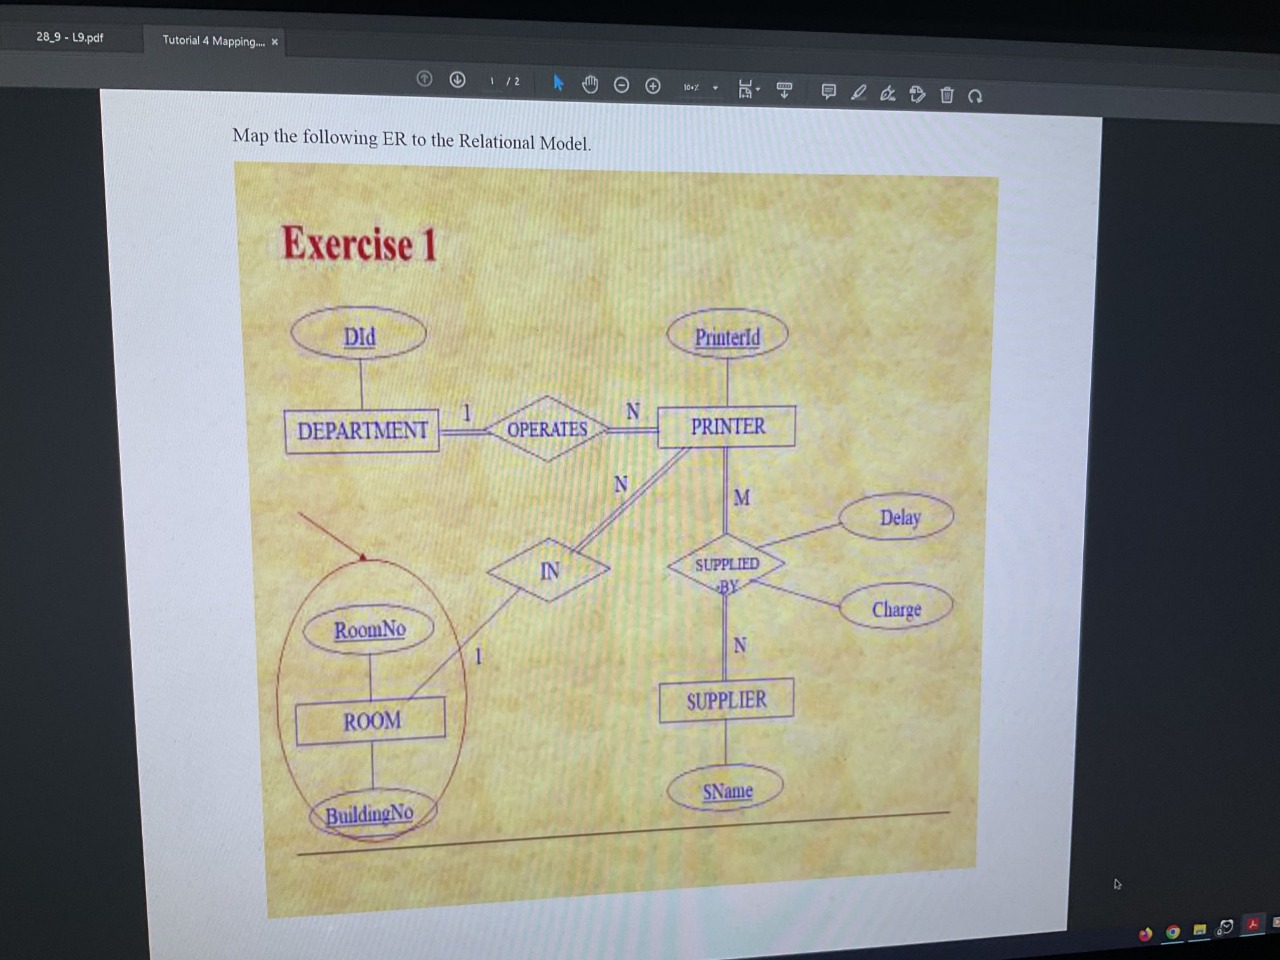 28_9 - L9.pdf
Tutorial 4 Mapping.... ×
1 / 2
Map the following ER to the Relational Model.
Exercise 1
DId
PrinterId
DEPARTMENT
1
OPERATES
N
PRINTER
N
M
Delay
IN
SUPPLIED
BY
Charge
RoomNo
1
N
ROOM
SUPPLIER
BuildingNo
SName